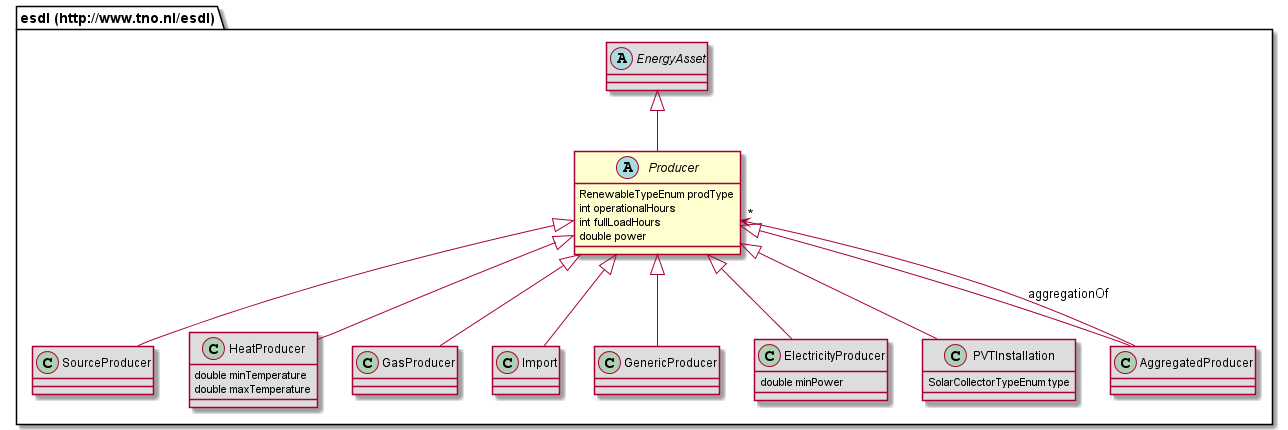 esdl (http://www.tno.nl/esdl)
A EnergyAsset
A Producer
RenewableTypeEnum prodType
int operationalHours
int fullLoadHours
double power
*
aggregationOf
C SourceProducer
C HeatProducer
double minTemperature
double maxTemperature
C GasProducer
C Import
C GenericProducer
C ElectricityProducer
double minPower
C PVTInstallation
SolarCollectorTypeEnum type
C AggregatedProducer